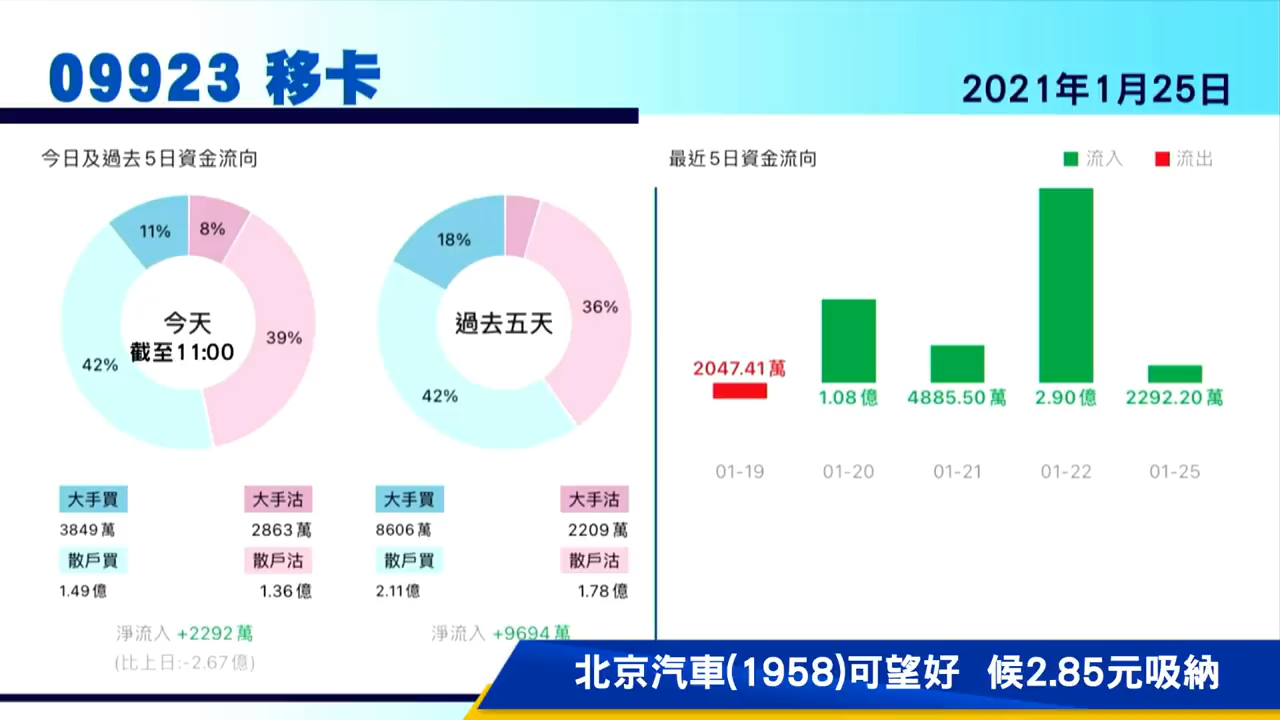 09923 移卡
2021年1月25日
今日及過去5日資金流向
11%
8%
39%
42%
今天
截至11:00
18%
36%
42%
過去五天
大手買
大手沽
3849萬
2863萬
散戶買
散戶沽
1.49億
1.36億
淨流入 +2292萬
(比上日:-2.67億)
大手買
大手沽
8606萬
2209萬
散戶買
散戶沽
2.11億
1.78億
淨流入 +9694萬
最近5日資金流向
流入
流出
2047.41萬
1.08億
4885.50萬
2.90億
2292.20萬
01-19
01-20
01-21
01-22
01-25
北京汽車(1958)可望好 候2.85元吸納